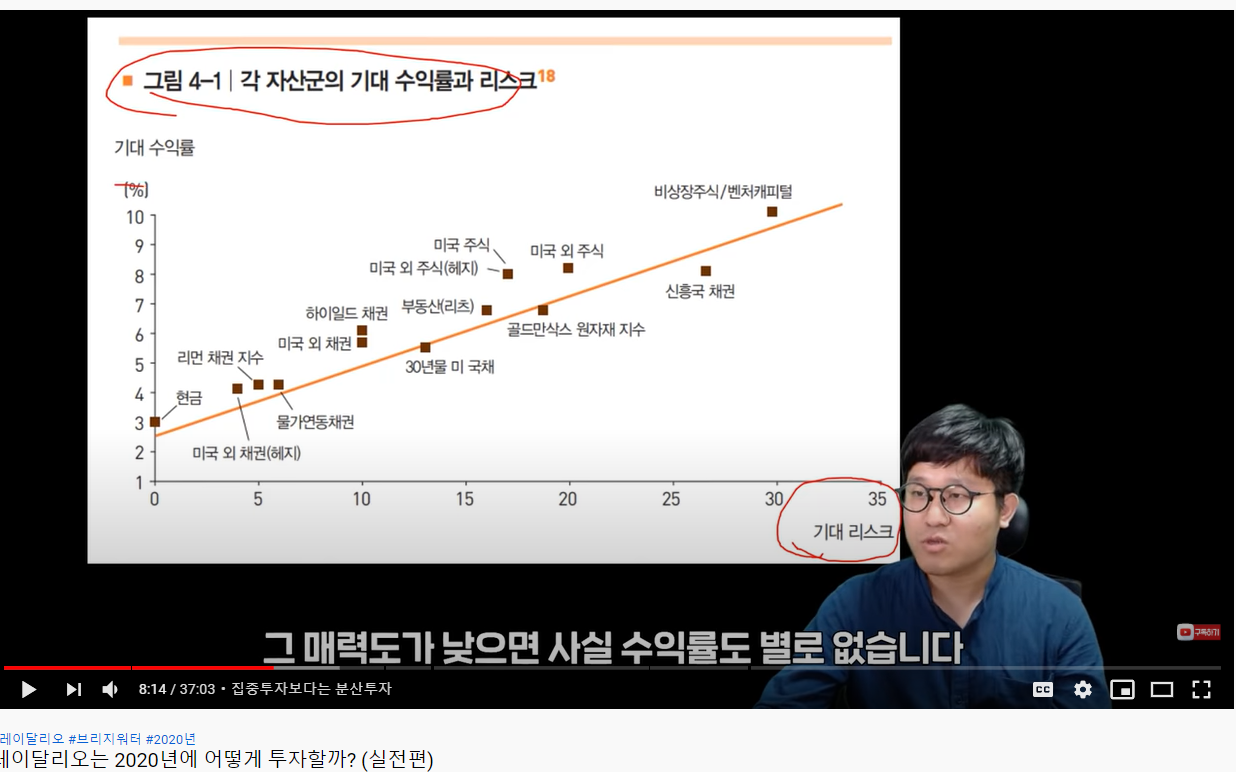 ■ 그림 4-1 | 각 자산군의 기대 수익률과 리스크18
기대 수익률
(%)
10
9
8
7
6
5
4
3
2
1
비상장주식/벤처캐피털
미국 주식
미국 외 주식
미국 외 주식(헤지)
신흥국 채권
하이일드 채권
부동산(리츠)
골드만삭스 원자재 지수
미국 외 채권
리먼 채권 지수
30년물 미 국채
현금
물가연동채권
미국 외 채권(헤지)
0 5 10 15 20 25 30 35
기대 리스크
그 매력도가 낮으면 사실 수익률도 별로 없습니다
구독하기
8:14 / 37:03 • 집중투자보다는 분산투자
CC
레이달리오 #브리지워터 #2020년
레이달리오는 2020년에 어떻게 투자할까? (실전편)